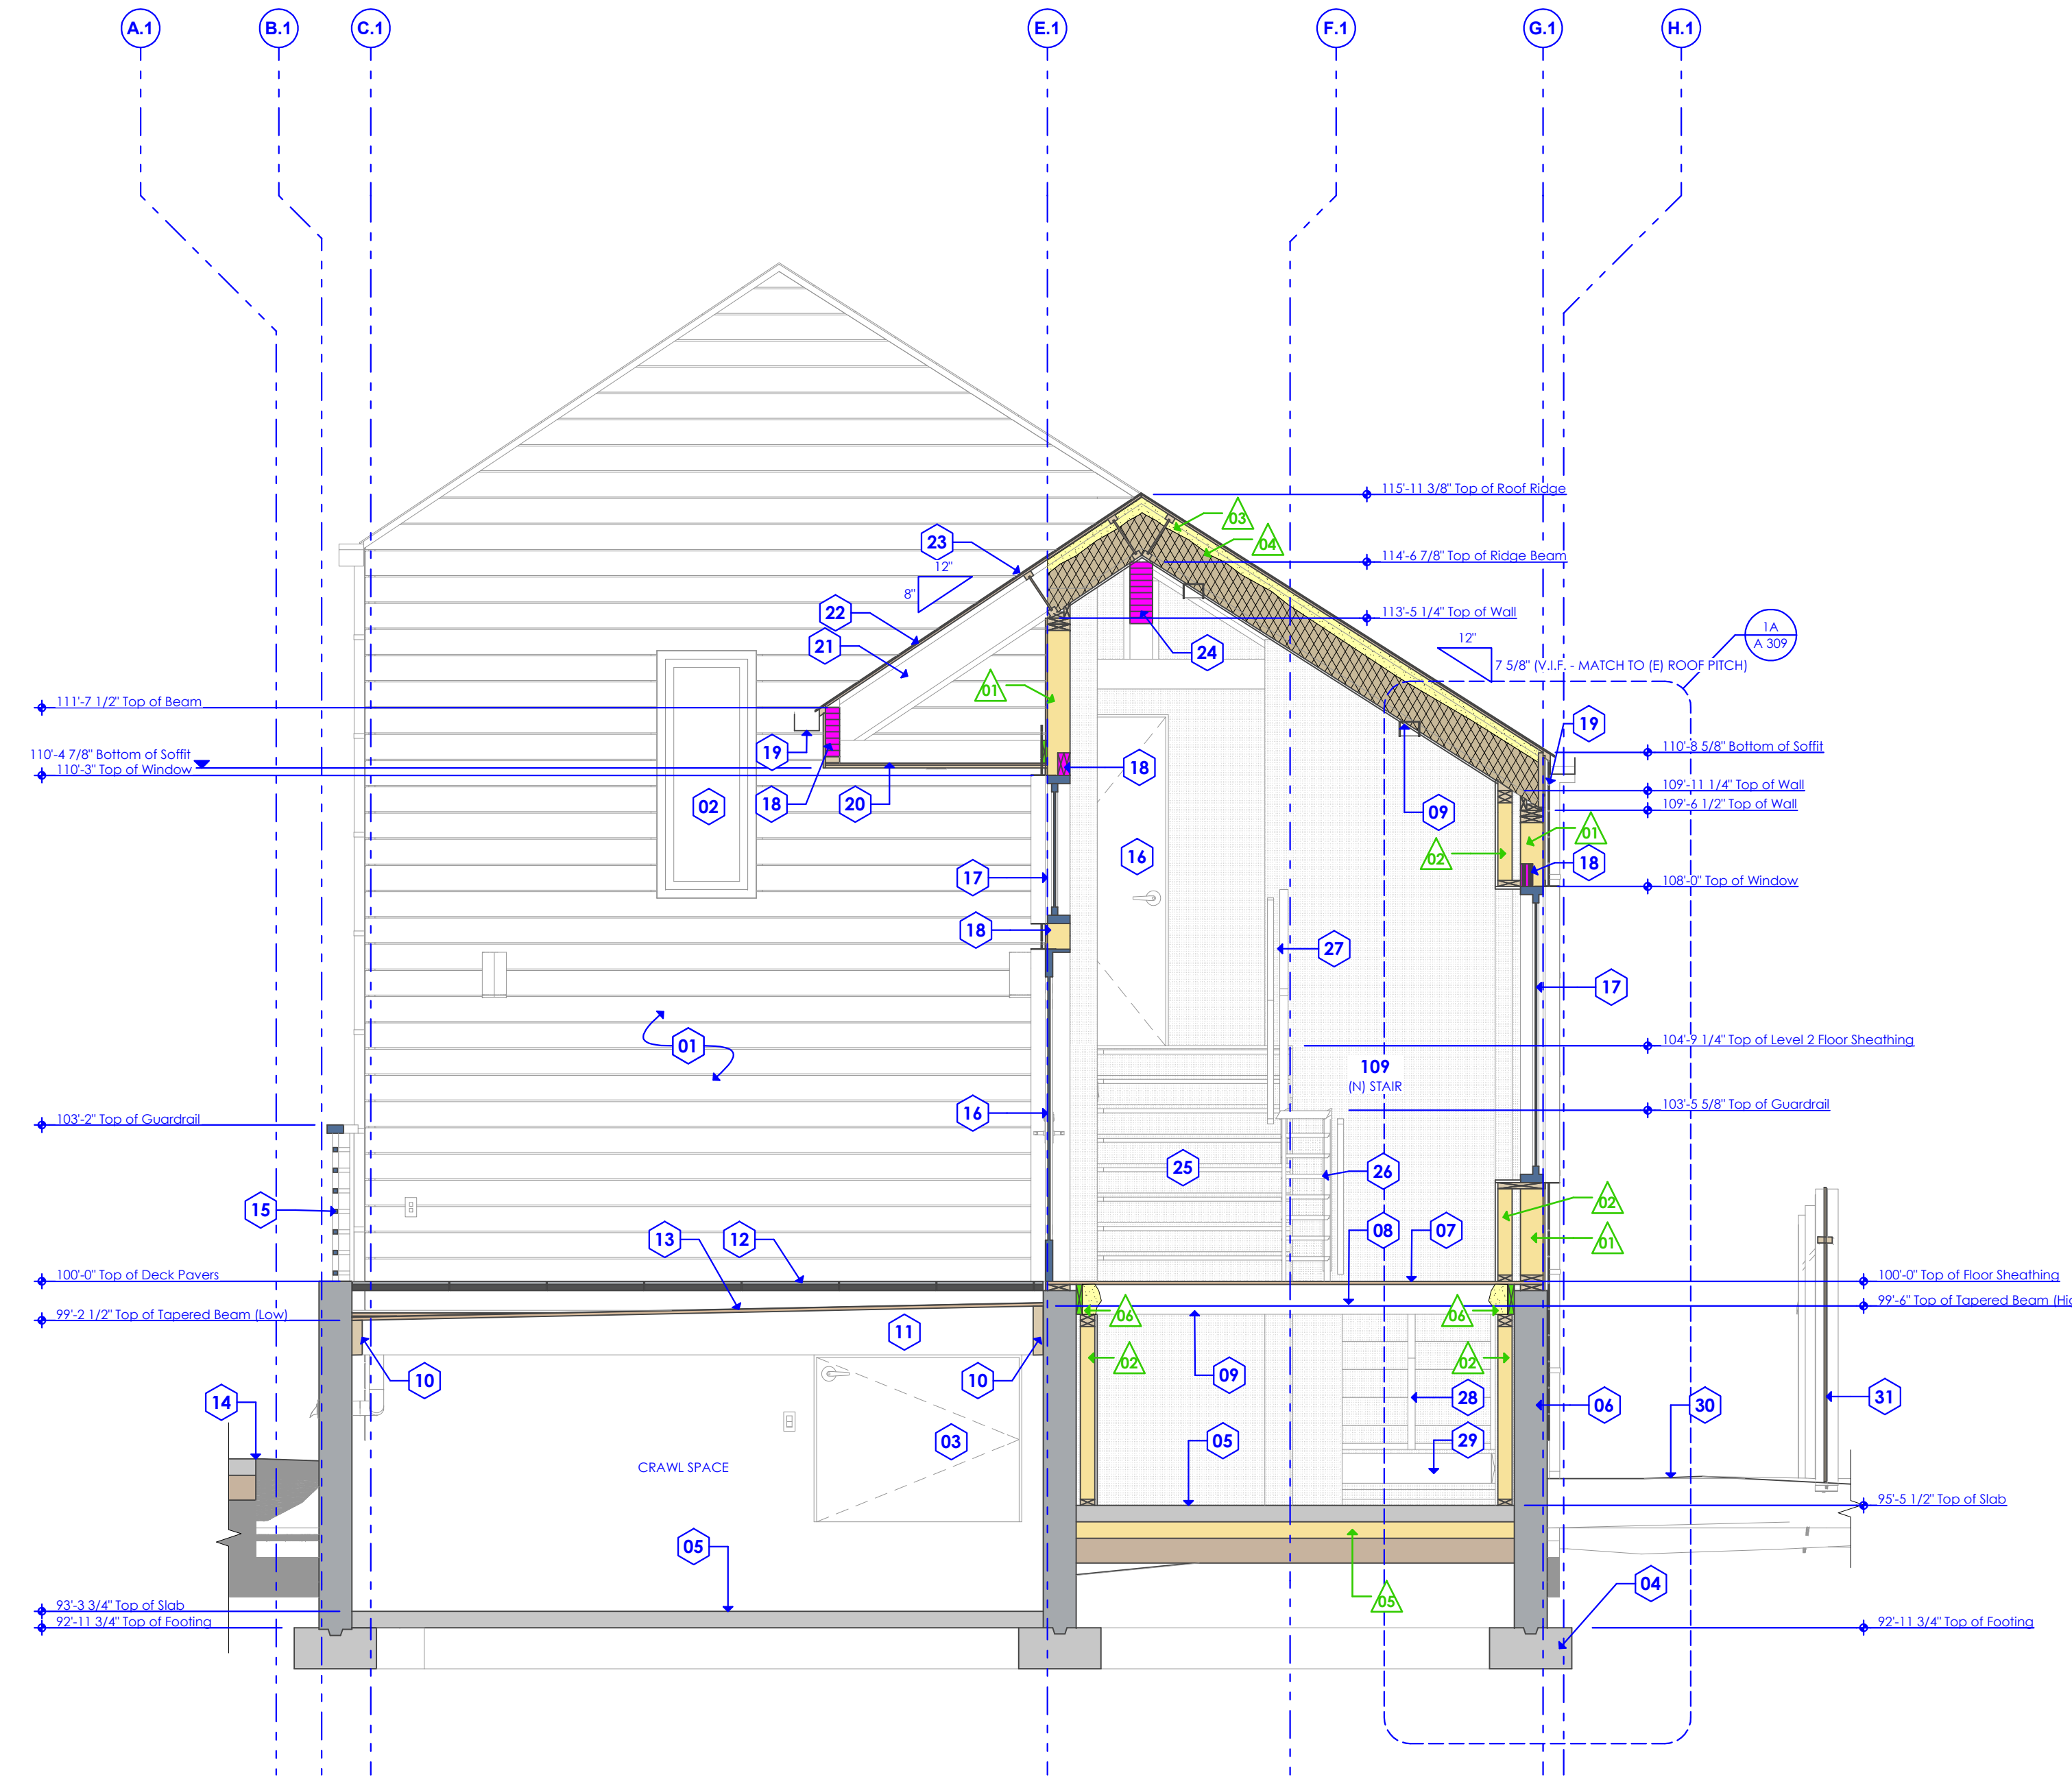 A.1
B.1
C.1
E.1
F.1
G.1
H.1
115'-11 3/8" Top of Roof Ridge
03
04
23
12"
8"
114'-6 7/8" Top of Ridge Beam
22
113'-5 1/4" Top of Wall
21
24
12"
7 5/8" (V.I.F. - MATCH TO (E) ROOF PITCH)
1A
A 309
01
111'-7 1/2" Top of Beam
19
19
110'-4 7/8" Bottom of Soffit
110'-3" Top of Window
18
110'-8 5/8" Bottom of Soffit
02
18
20
09
109'-11 1/4" Top of Wall
109'-6 1/2" Top of Wall
16
02
01
18
17
108'-0" Top of Window
18
27
17
01
104'-9 1/4" Top of Level 2 Floor Sheathing
109
(N) STAIR
103'-2" Top of Guardrail
16
103'-5 5/8" Top of Guardrail
25
26
15
02
13
12
08
07
01
100'-0" Top of Deck Pavers
100'-0" Top of Floor Sheathing
99'-2 1/2" Top of Tapered Beam (Low)
06
06
99'-6" Top of Tapered Beam (Hig
11
02
02
10
10
09
28
14
06
30
31
03
05
29
CRAWL SPACE
95'-5 1/2" Top of Slab
05
05
04
93'-3 3/4" Top of Slab
92'-11 3/4" Top of Footing
92'-11 3/4" Top of Footing